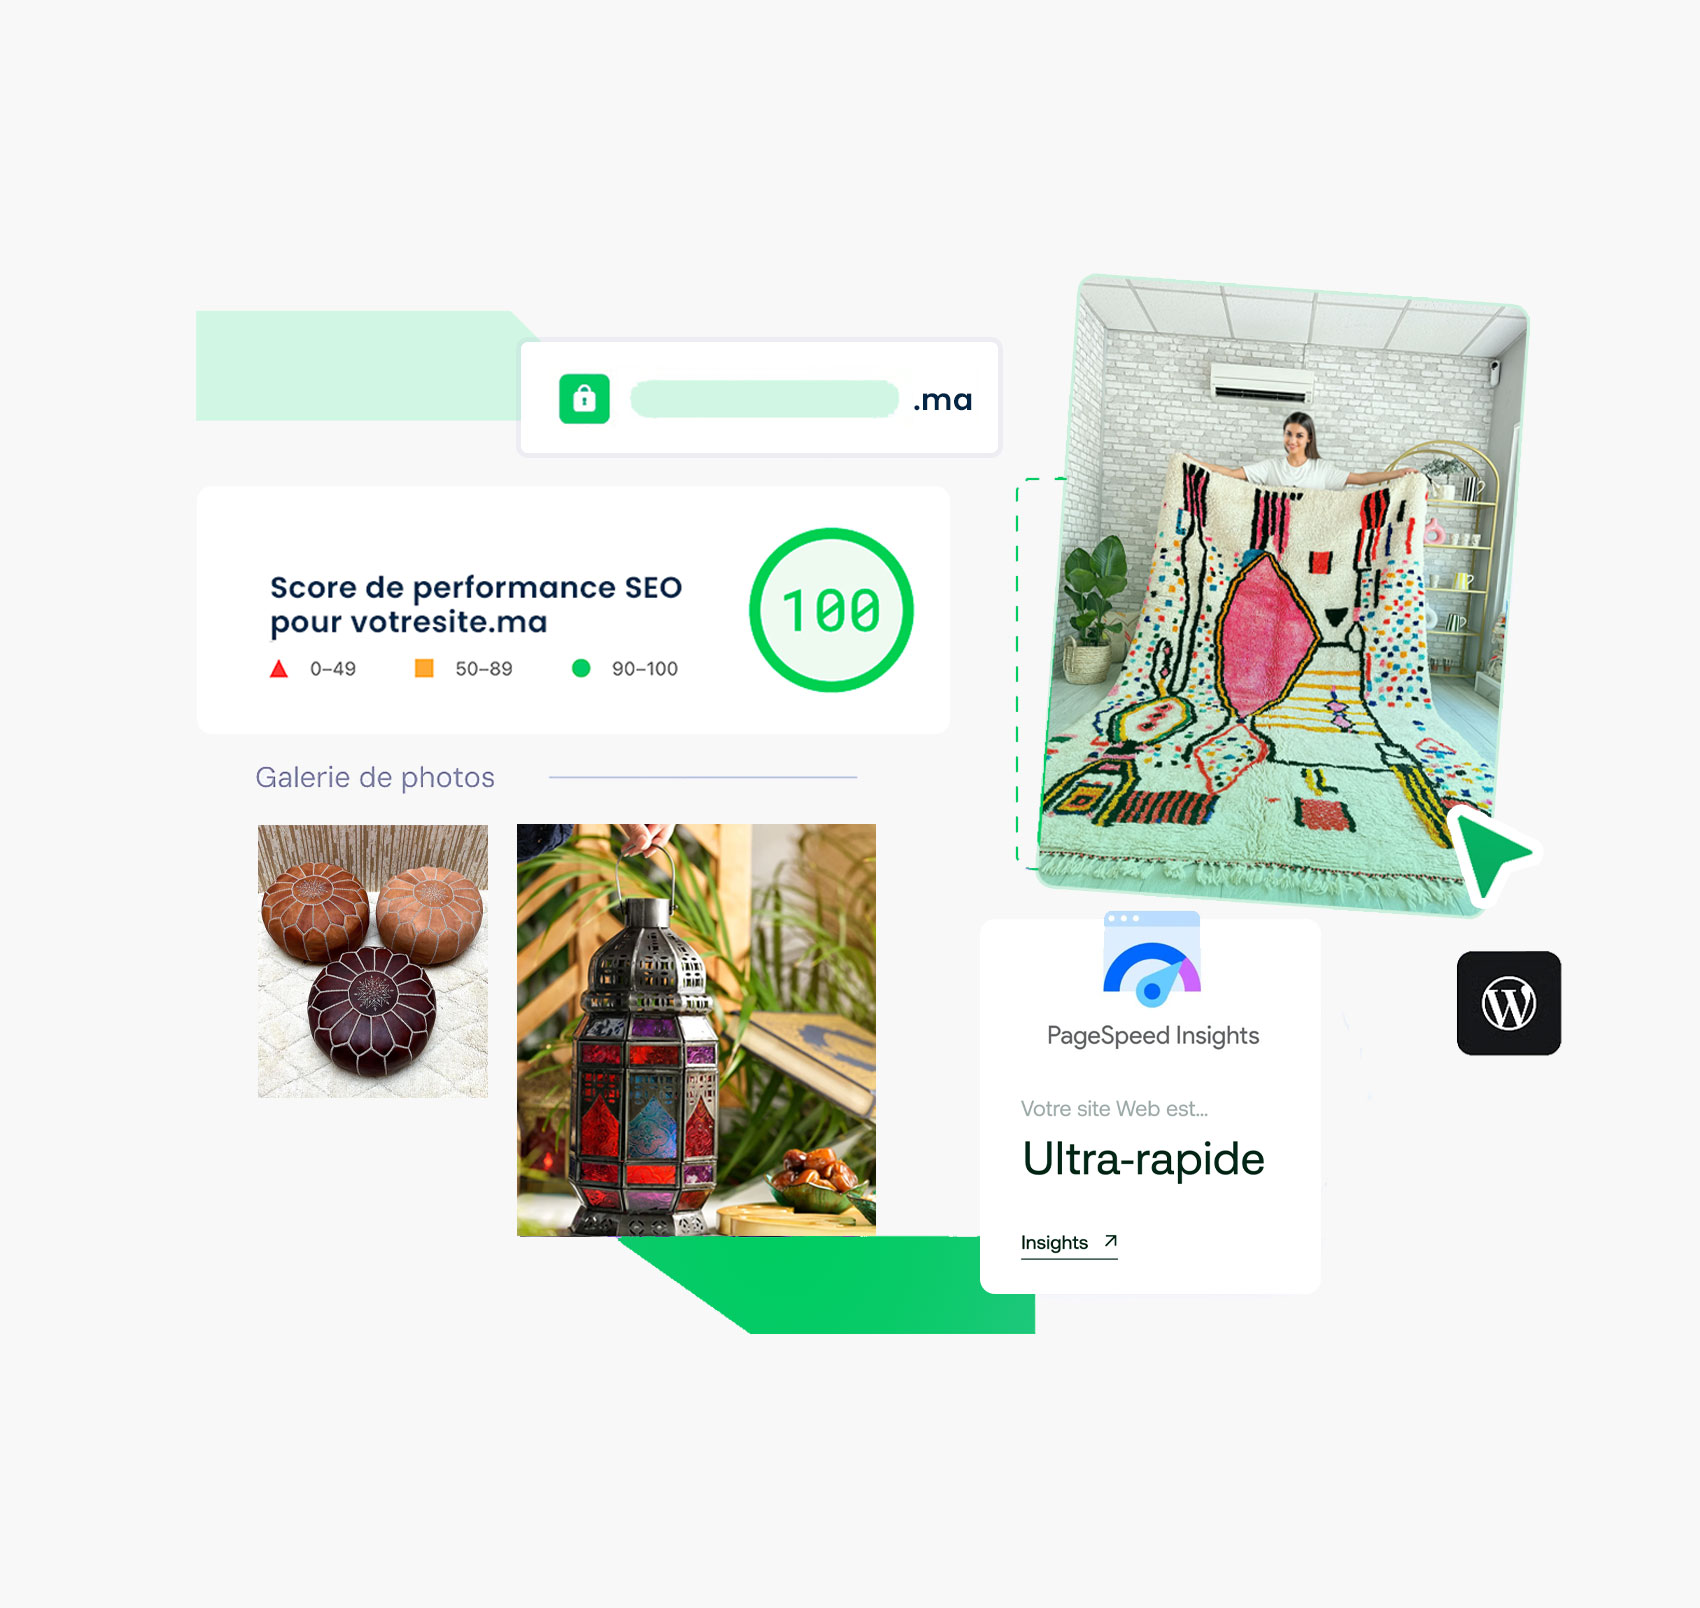 .ma
Score de performance SEO
pour votresite.ma
0–49 50–89 90–100
100
Galerie de photos
PageSpeed Insights
Votre site Web est...
Ultra-rapide
Insights